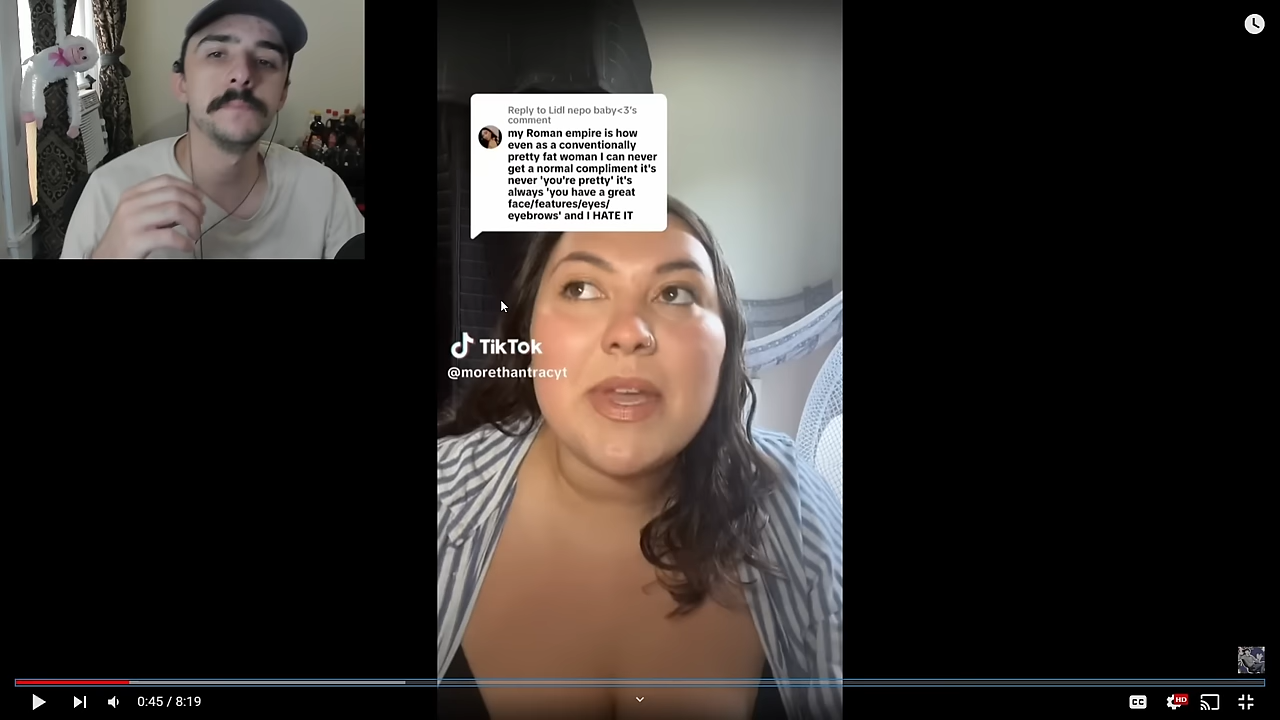 Reply to Lidl nepo baby<3's
comment
my Roman empire is how
even as a conventionally
pretty fat woman I can never
get a normal compliment it's
never 'you're pretty' it's
always 'you have a great
face/features/eyes/
eyebrows' and I HATE IT
TikTok
@morethantracyt
0:45 / 8:19
CC
HD